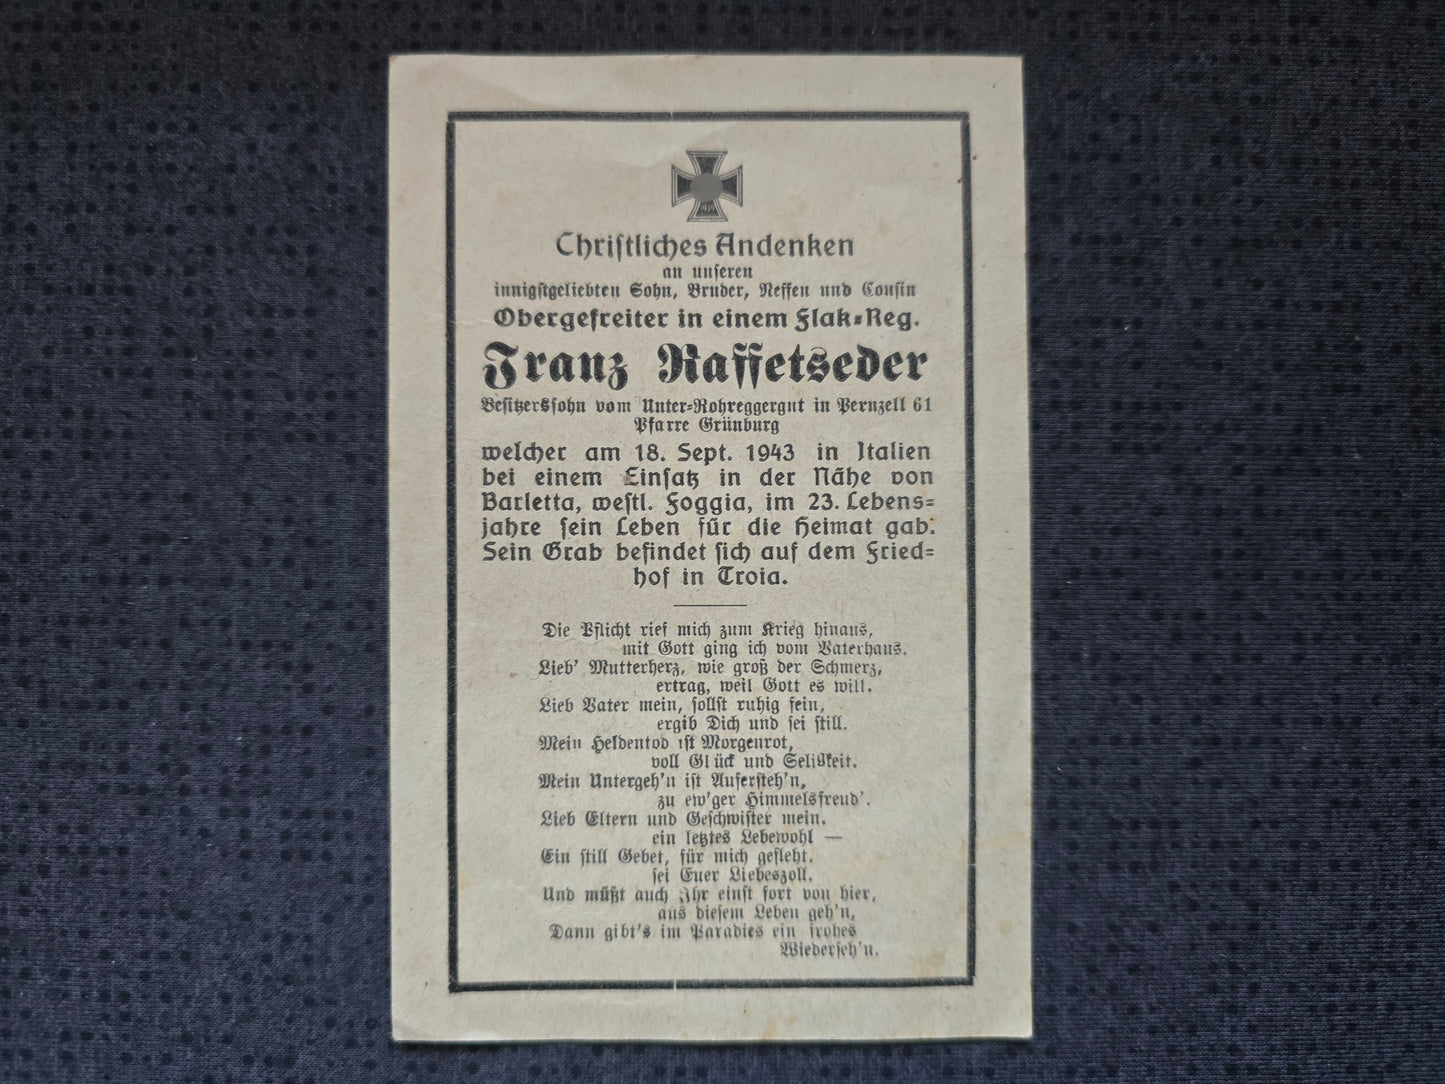 1939
Christliches Andenken
an unseren
innigstgeliebten Sohn, Bruder, Neffen und Cousin
Obergefreiter in einem Flak-Reg.
Franz Raffetseder
Besitzerssohn vom Unter-Rohreggergut in Pernzell 61
Pfarre Grünburg
welcher am 18. Sept. 1943 in Italien
bei einem Einsatz in der Nähe von
Barletta, westl. Foggia, im 23. Lebens-
jahre sein Leben für die Heimat gab.
Sein Grab befindet sich auf dem Fried-
hof in Troia.
Die Pflicht rief mich zum Krieg hinaus,
mit Gott ging ich vom Vaterhaus.
Lieb' Mutterherz, wie groß der Schmerz,
ertrag, weil Gott es will.
Lieb Vater mein, sollst ruhig sein,
ergib Dich und sei still.
Mein Heldentod ist Morgenrot,
voll Glück und Seligkeit.
Mein Untergeh'n ist Aufersteh'n,
zu ew'ger Himmelsfreud'.
Lieb Eltern und Geschwister mein.
ein letztes Lebewohl —
Ein still Gebet, für mich gefleht.
sei Euer Liebeszoll.
Und müßt auch Ihr einst fort von hier,
aus diesem Leben geh'n,
Dann gibt's im Paradies ein frohes
Wiederseh'n.